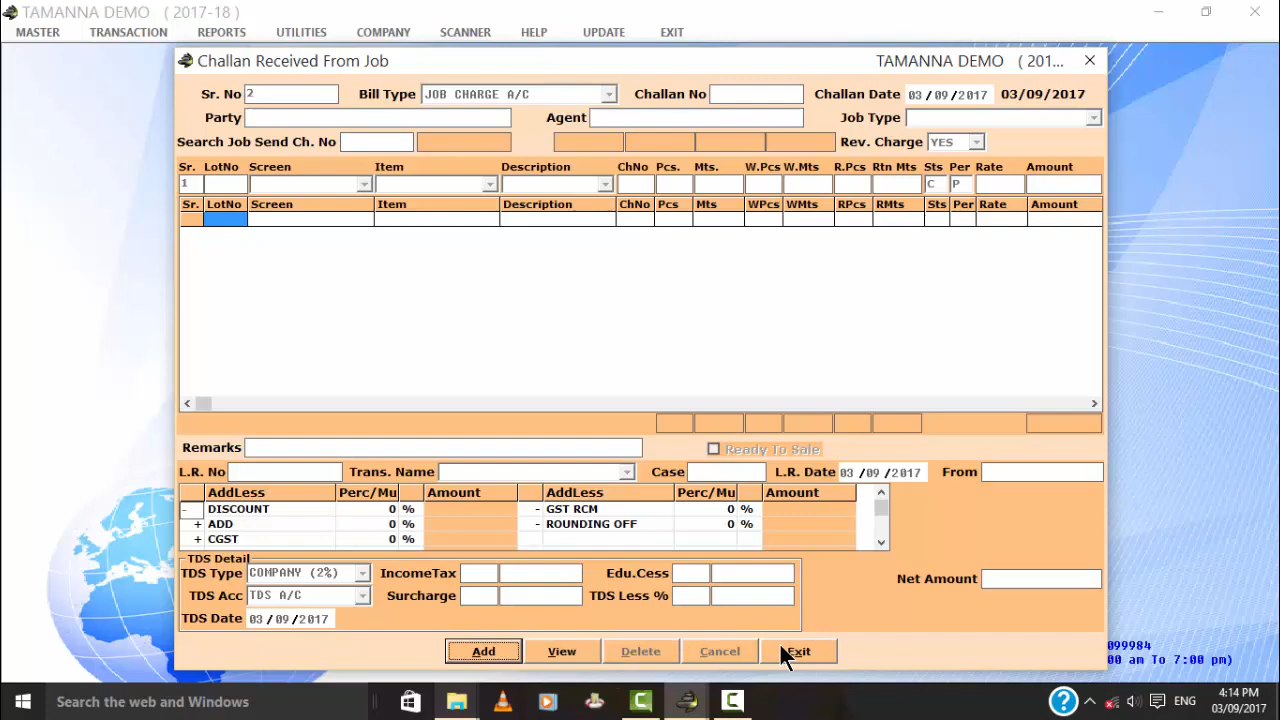 TAMANNA DEMO ( 2017-18 )
MASTER TRANSACTION REPORTS UTILITIES COMPANY SCANNER HELP UPDATE EXIT
Challan Received From Job TAMANNA DEMO ( 201...
Sr. No 2 Bill Type JOB CHARGE A/C Challan No Challan Date 03/09/2017 03/09/2017
Party Agent Job Type
Search Job Send Ch. No Rev. Charge YES
Sr. LotNo Screen Item Description ChNo Pcs. Mts. W.Pcs W.Mts R.Pcs Rtn Mts Sts Per Rate Amount
1 C P
Sr. LotNo Screen Item Description ChNo Pcs Mts WPcs WMts RPcs RMts Sts Per Rate Amount
Remarks Ready To Sale
L.R. No Trans. Name Case L.R. Date 03/09/2017 From
AddLess Perc/Mu Amount AddLess Perc/Mu Amount
- DISCOUNT 0 % - GST RCM 0 %
+ ADD 0 % - ROUNDING OFF 0 %
+ CGST 0 %
TDS Detail
TDS Type COMPANY (2%) IncomeTax Edu.Cess Net Amount
TDS Acc TDS A/C Surcharge TDS Less %
TDS Date 03/09/2017
Add View Delete Cancel Exit
099984
00 am To 7:00 pm)
Search the web and Windows ENG 4:14 PM
03/09/2017